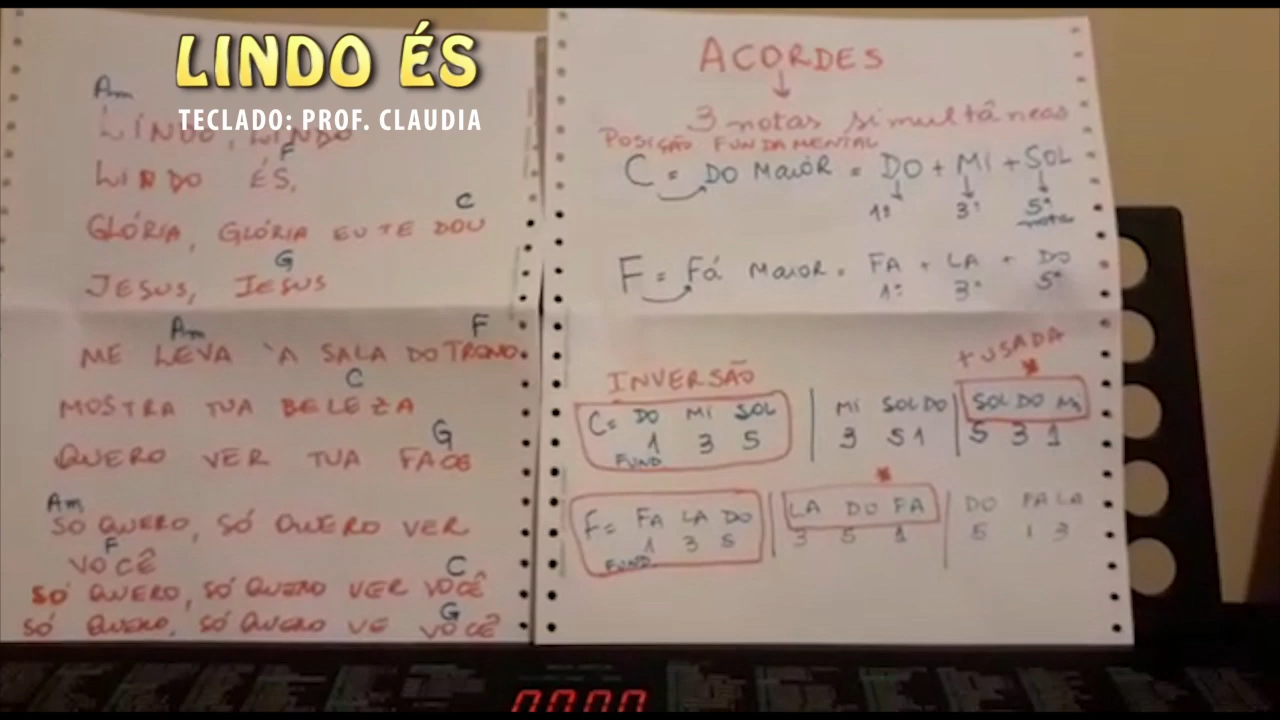 LINDO ÉS
TECLADO: PROF. CLAUDIA
Am
LINDO, LINDO
F
LINDO ÉS,
C
GLÓRIA, GLÓRIA EU TE DOU
G
JESUS, JESUS
Am F
ME LEVA À SALA DO TRONO
C
MOSTRA TUA BELEZA
G
QUERO VER TUA FACE
Am
SÓ QUERO, SÓ QUERO VER
F
VOCÊ
C
SÓ QUERO, SÓ QUERO VER VOCÊ
G
SÓ QUERO, SÓ QUERO VE VOCÊ
ACORDES
3 notas simultâneas
POSIÇÃO FUNDAMENTAL
C = DO MAIÓR = DO + MI + SOL
1ª 3ª 5ª
nota
F = Fá MAIOR = FA + LA + DO
1ª 3ª 5ª
+ USADA
INVERSÃO
C= DO MI SOL | MI SOL DO | SOL DO MI
1 3 5 | 3 5 1 | 5 3 1
FUND
F= FA LA DO | LA DO FA | DO FA LA
1 3 5 | 3 5 1 | 5 1 3
FUND.